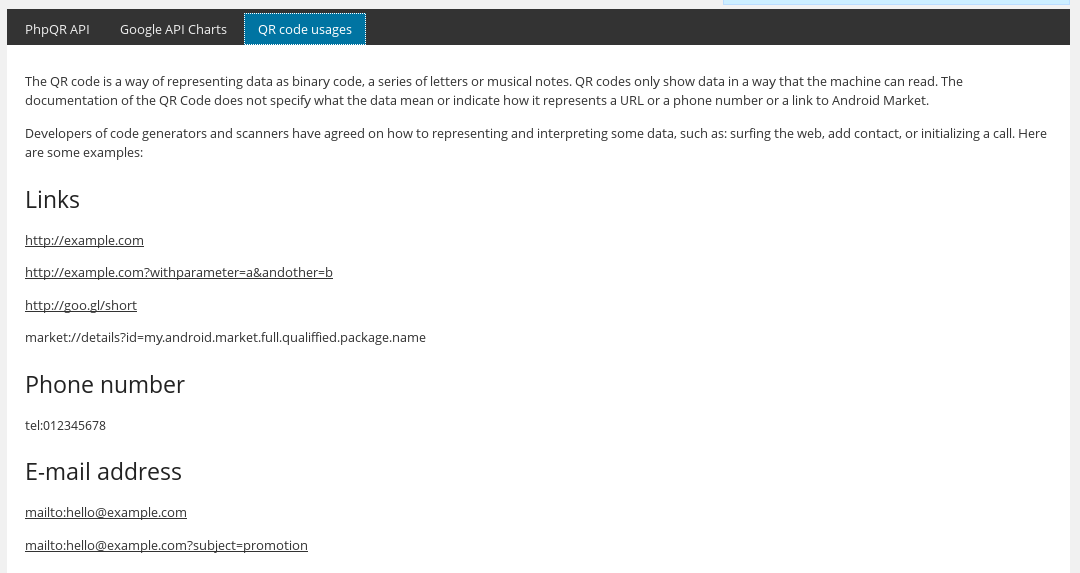 PhpQR API Google API Charts QR code usages
The QR code is a way of representing data as binary code, a series of letters or musical notes. QR codes only show data in a way that the machine can read. The
documentation of the QR Code does not specify what the data mean or indicate how it represents a URL or a phone number or a link to Android Market.
Developers of code generators and scanners have agreed on how to representing and interpreting some data, such as: surfing the web, add contact, or initializing a call. Here
are some examples:
Links
http://example.com
http://example.com?withparameter=a&andother=b
http://goo.gl/short
market://details?id=my.android.market.full.qualiffied.package.name
Phone number
tel:012345678
E-mail address
mailto:hello@example.com
mailto:hello@example.com?subject=promotion